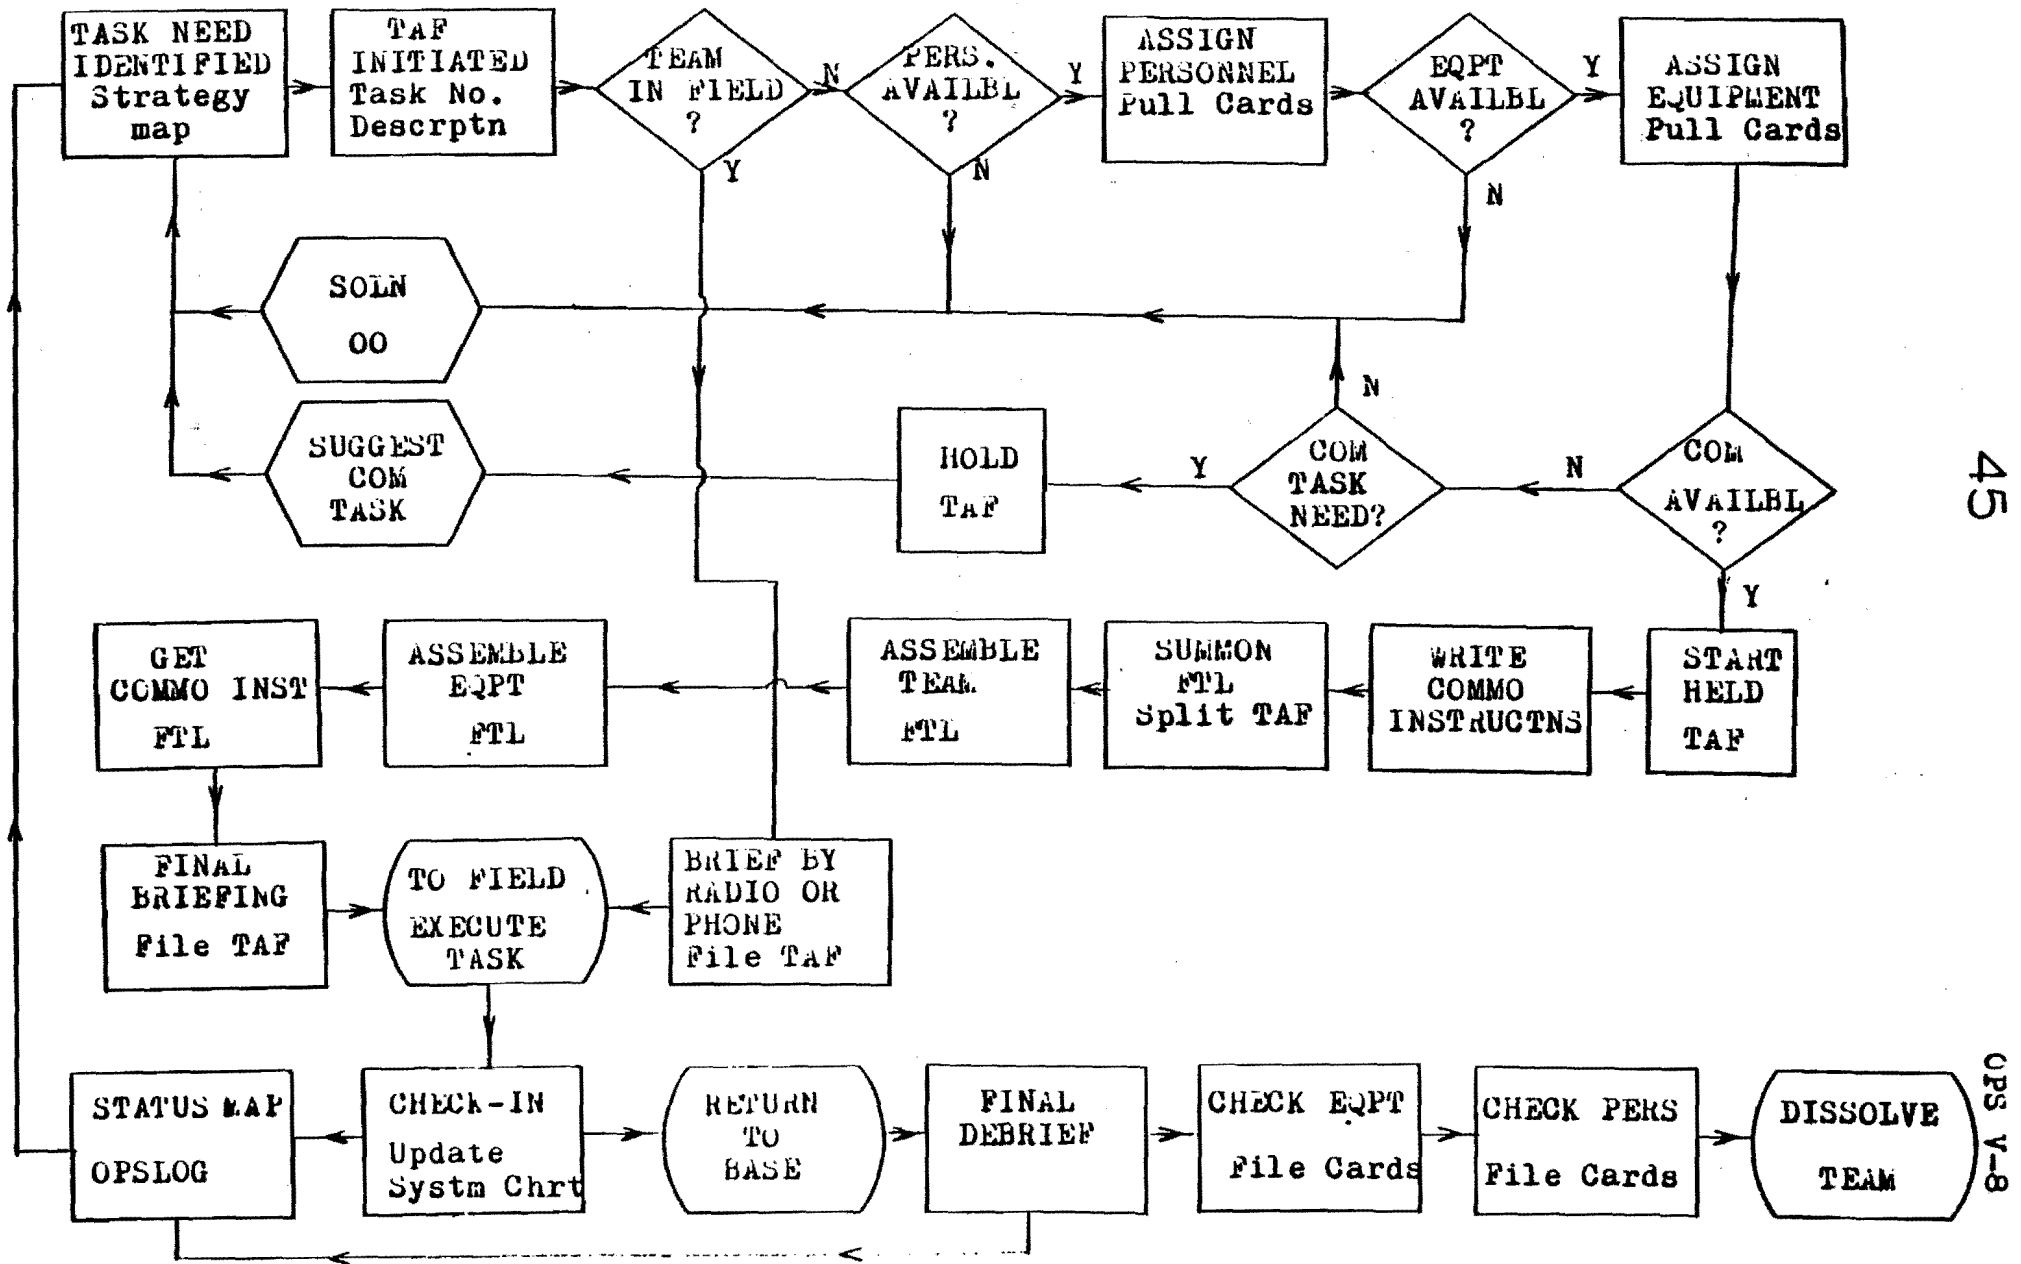 TASK NEED
IDENTIFIED
Strategy
map
TAF
INITIATED
Task No.
Descrptn
TEAM
IN FIELD
?
N
Y
PERS.
AVAILBL
?
Y
N
ASSIGN
PERSONNEL
Pull Cards
EQPT
AVAILBL
?
Y
N
ASSIGN
EQUIPMENT
Pull Cards
SOLN
OO
SUGGEST
COM
TASK
HOLD
TAF
Y
COM
TASK
NEED?
N
N
COM
AVAILBL
?
Y
45
GET
COMMO INST
FTL
ASSEMBLE
EQPT
FTL
ASSEMBLE
TEAM
FTL
SUMMON
FTL
Split TAF
WRITE
COMMO
INSTRUCTNS
START
HELD
TAF
FINAL
BRIEFING
File TAF
TO FIELD
EXECUTE
TASK
BRIEF BY
RADIO OR
PHONE
File TAF
STATUS MAP
OPSLOG
CHECK-IN
Update
Systm Chrt
RETURN
TO
BASE
FINAL
DEBRIEF
CHECK EQPT
File Cards
CHECK PERS
File Cards
DISSOLVE
TEAM
OPS V-8